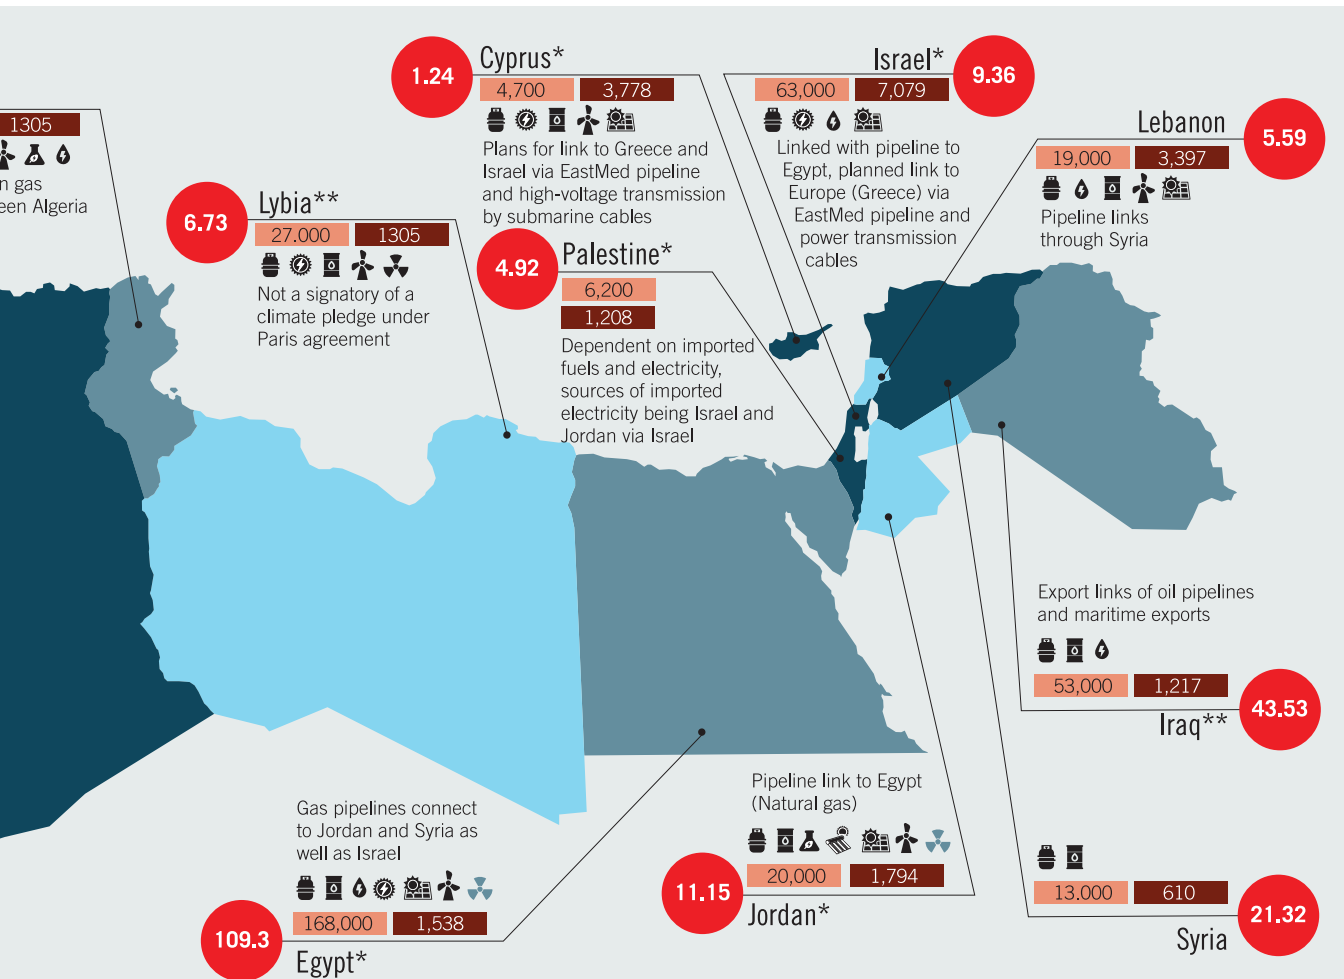 1305
n gas
een Algeria
6.73
Lybia**
27.000
1305
Not a signatory of a
climate pledge under
Paris agreement
1.24
Cyprus*
4,700
3,778
Plans for link to Greece and
Israel via EastMed pipeline
and high-voltage transmission
by submarine cables
4.92
Palestine*
6,200
1,208
Dependent on imported
fuels and electricity,
sources of imported
electricity being Israel and
Jordan via Israel
Israel*
9.36
63,000
7,079
Linked with pipeline to
Egypt, planned link to
Europe (Greece) via
EastMed pipeline and
power transmission
cables
Lebanon
5.59
19,000
3,397
Pipeline links
through Syria
Export links of oil pipelines
and maritime exports
53,000
1,217
Iraq**
43.53
13.000
610
Syria
21.32
Pipeline link to Egypt
(Natural gas)
20,000
1,794
11.15
Jordan*
Gas pipelines connect
to Jordan and Syria as
well as Israel
168,000
1,538
109.3
Egypt*